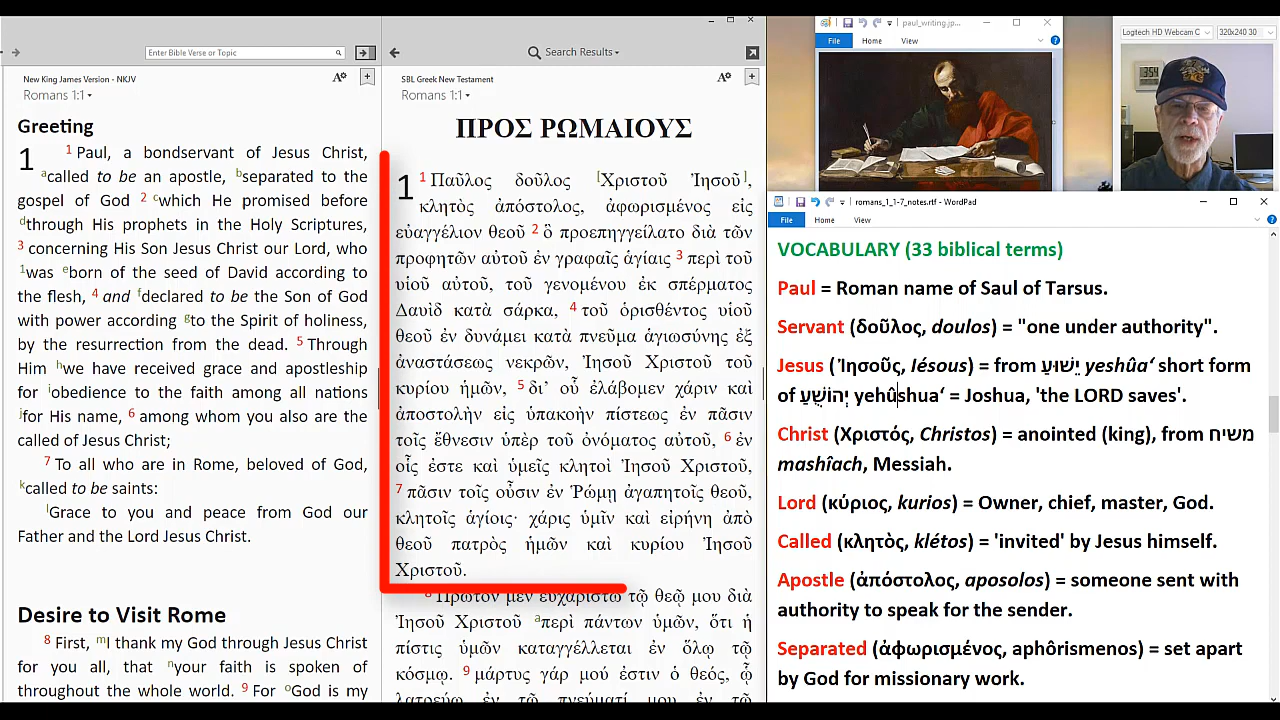 Enter Bible Verse or Topic
New King James Version - NKJV
Romans 1:1
Greeting
1 1 Paul, a bondservant of Jesus Christ,
a called to be an apostle, b separated to the
gospel of God 2 c which He promised before
d through His prophets in the Holy Scriptures,
3 concerning His Son Jesus Christ our Lord, who
1 was e born of the seed of David according to
the flesh, 4 and f declared to be the Son of God
with power according g to the Spirit of holiness,
by the resurrection from the dead. 5 Through
Him h we have received grace and apostleship
for i obedience to the faith among all nations
j for His name, 6 among whom you also are the
called of Jesus Christ;
7 To all who are in Rome, beloved of God,
k called to be saints:
l Grace to you and peace from God our
Father and the Lord Jesus Christ.
Desire to Visit Rome
8 First, m I thank my God through Jesus Christ
for you all, that n your faith is spoken of
throughout the whole world. 9 For o God is my
Search Results
SBL Greek New Testament
Romans 1:1
ΠΡΟΣ ΡΩΜΑΙΟΥΣ
1 1 Παῦλος δοῦλος [Χριστοῦ Ἰησοῦ],
κλητὸς ἀπόστολος, ἀφωρισμένος εἰς
εὐαγγέλιον θεοῦ 2 ὃ προεπηγγείλατο διὰ τῶν
προφητῶν αὐτοῦ ἐν γραφαῖς ἁγίαις 3 περὶ τοῦ
υἱοῦ αὐτοῦ, τοῦ γενομένου ἐκ σπέρματος
Δαυὶδ κατὰ σάρκα, 4 τοῦ ὁρισθέντος υἱοῦ
θεοῦ ἐν δυνάμει κατὰ πνεῦμα ἁγιωσύνης ἐξ
ἀναστάσεως νεκρῶν, Ἰησοῦ Χριστοῦ τοῦ
κυρίου ἡμῶν, 5 δι’ οὗ ἐλάβομεν χάριν καὶ
ἀποστολὴν εἰς ὑπακοὴν πίστεως ἐν πᾶσιν
τοῖς ἔθνεσιν ὑπὲρ τοῦ ὀνόματος αὐτοῦ, 6 ἐν
οἷς ἐστε καὶ ὑμεῖς κλητοὶ Ἰησοῦ Χριστοῦ,
7 πᾶσιν τοῖς οὖσιν ἐν Ῥώμῃ ἀγαπητοῖς θεοῦ,
κλητοῖς ἁγίοις· χάρις ὑμῖν καὶ εἰρήνη ἀπὸ
θεοῦ πατρὸς ἡμῶν καὶ κυρίου Ἰησοῦ
Χριστοῦ.
8 Πρῶτον μὲν εὐχαριστῶ τῷ θεῷ μου διὰ
Ἰησοῦ Χριστοῦ a περὶ πάντων ὑμῶν, ὅτι ἡ
πίστις ὑμῶν καταγγέλλεται ἐν ὅλῳ τῷ
κόσμῳ. 9 μάρτυς γάρ μού ἐστιν ὁ θεός, ᾧ
λατρεύω ἐν τῷ πνεύματί μου ἐν τῷ
paul_writing.jp...
File Home View
Logitech HD Webcam C 320x240 30
354
romans_1_1-7_notes.rtf - WordPad
File Home View
VOCABULARY (33 biblical terms)
Paul = Roman name of Saul of Tarsus.
Servant (δοῦλος, doulos) = "one under authority".
Jesus (Ἰησοῦς, Iésous) = from יֵשׁוּעַ yeshûa‘ short form
of יְהוֹשֻׁעַ yehûshua‘ = Joshua, 'the LORD saves'.
Christ (Χριστός, Christos) = anointed (king), from משיח
mashîach, Messiah.
Lord (κύριος, kurios) = Owner, chief, master, God.
Called (κλητὸς, klétos) = 'invited' by Jesus himself.
Apostle (ἀπόστολος, aposolos) = someone sent with
authority to speak for the sender.
Separated (ἀφωρισμένος, aphôrismenos) = set apart
by God for missionary work.